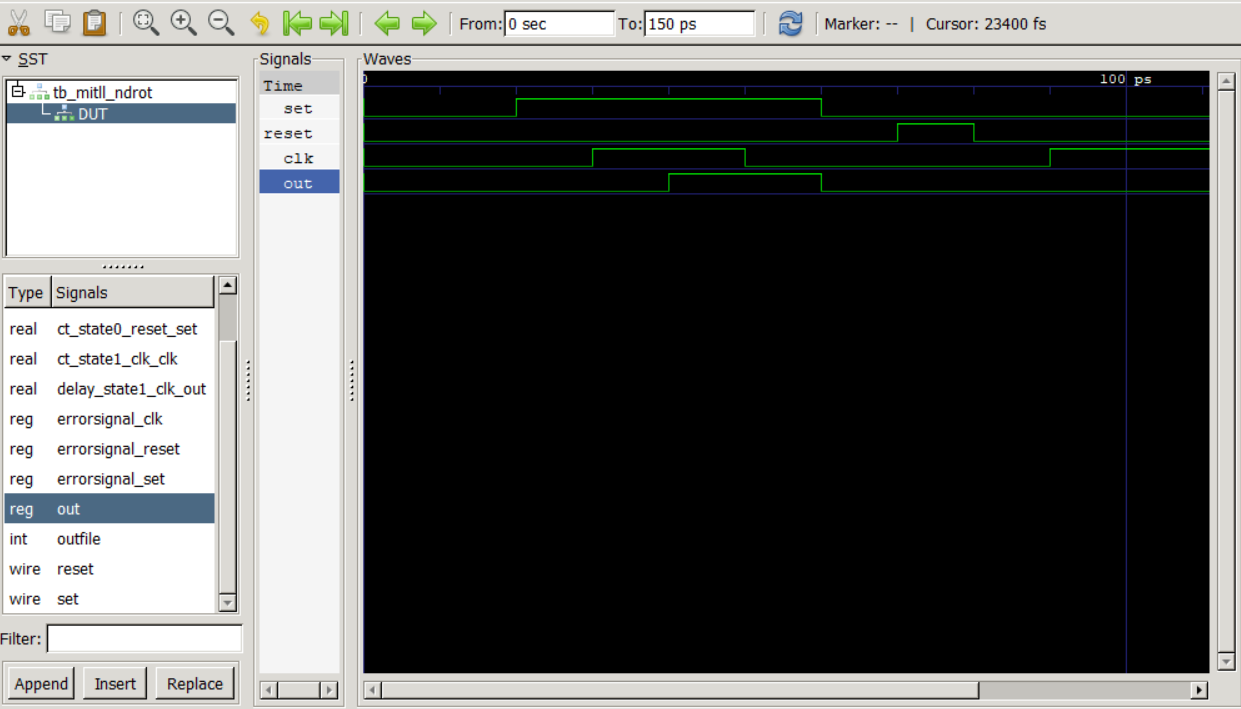 From: 0 sec To: 150 ps Marker: -- | Cursor: 23400 fs
SST
tb_mitll_ndrot
DUT
Type Signals
real ct_state0_reset_set
real ct_state1_clk_clk
real delay_state1_clk_out
reg errorsignal_clk
reg errorsignal_reset
reg errorsignal_set
reg out
int outfile
wire reset
wire set
Filter:
Append Insert Replace
Signals
Time
set
reset
clk
out
Waves
0 100 ps